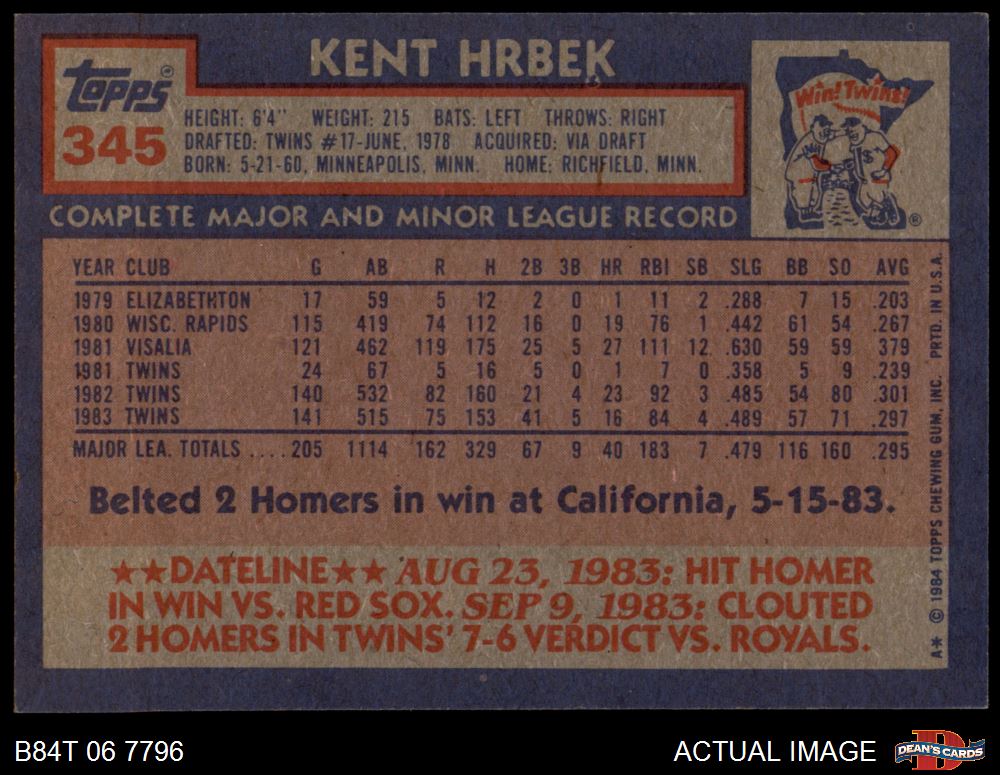 KENT HRBEK
Topps®
345
HEIGHT: 6'4" WEIGHT: 215 BATS: LEFT THROWS: RIGHT
DRAFTED: TWINS #17-JUNE, 1978 ACQUIRED: VIA DRAFT
BORN: 5-21-60, MINNEAPOLIS, MINN. HOME: RICHFIELD, MINN.
Win! Twins!
®
COMPLETE MAJOR AND MINOR LEAGUE RECORD
YEAR CLUB G AB R H 2B 3B HR RBI SB SLG BB SO AVG
1979 ELIZABETHTON 17 59 5 12 2 0 1 11 2 .288 7 15 .203
1980 WISC. RAPIDS 115 419 74 112 16 0 19 76 1 .442 61 54 .267
1981 VISALIA 121 462 119 175 25 5 27 111 12 .630 59 59 .379
1981 TWINS 24 67 5 16 5 0 1 7 0 .358 5 9 .239
1982 TWINS 140 532 82 160 21 4 23 92 3 .485 54 80 .301
1983 TWINS 141 515 75 153 41 5 16 84 4 .489 57 71 .297
MAJOR LEA. TOTALS .... 205 1114 162 329 67 9 40 183 7 .479 116 160 .295
Belted 2 Homers in win at California, 5-15-83.
★★DATELINE★★ AUG 23, 1983: HIT HOMER
IN WIN VS. RED SOX. SEP 9, 1983: CLOUTED
2 HOMERS IN TWINS' 7-6 VERDICT VS. ROYALS.
A* © 1984 TOPPS CHEWING GUM, INC. PRTD. IN U.S.A.
B84T 06 7796
ACTUAL IMAGE
DEAN'S CARDS